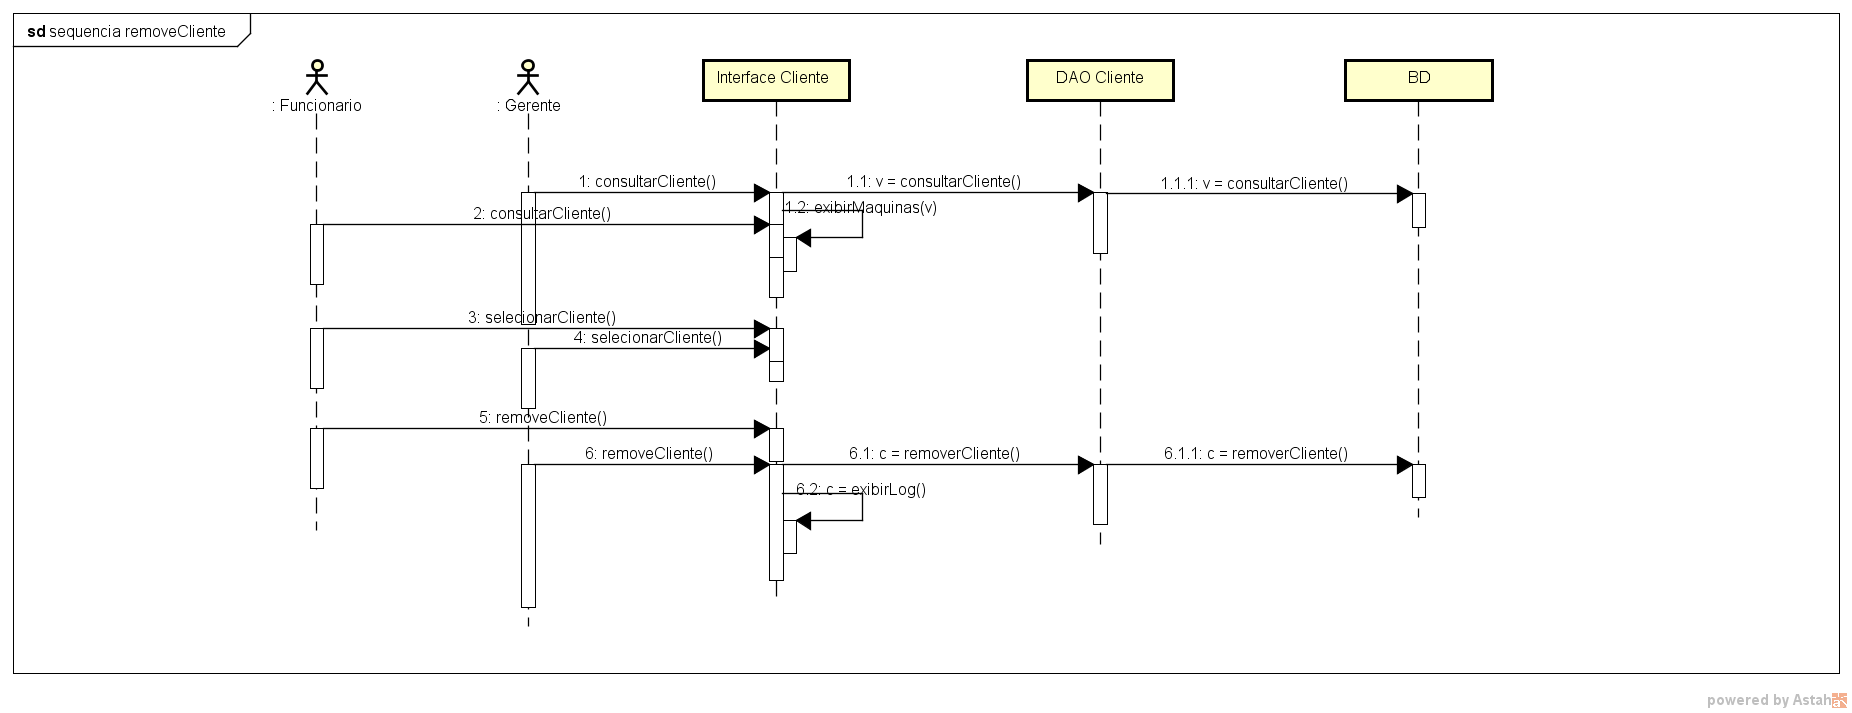 sd sequencia removeCliente
: Funcionario
: Gerente
Interface Cliente
DAO Cliente
BD
1: consultarCliente()
1.1: v = consultarCliente()
1.1.1: v = consultarCliente()
1.2: exibirMaquinas(v)
2: consultarCliente()
3: selecionarCliente()
4: selecionarCliente()
5: removeCliente()
6: removeCliente()
6.1: c = removerCliente()
6.1.1: c = removerCliente()
6.2: c = exibirLog()
powered by Astah